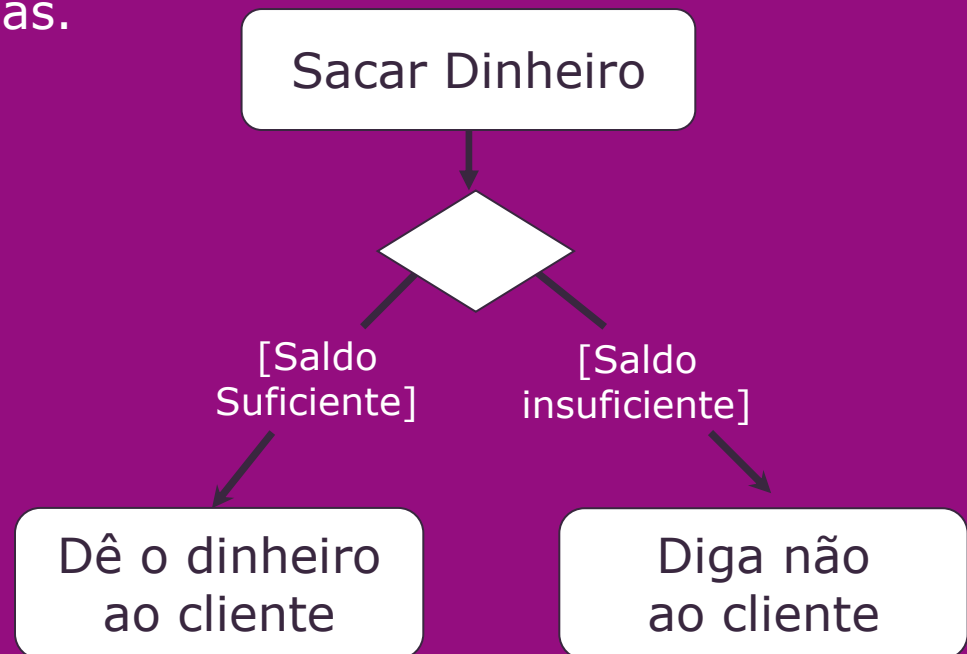 as.
Sacar Dinheiro
[Saldo
Suficiente]
[Saldo
insuficiente]
Dê o dinheiro
ao cliente
Diga não
ao cliente